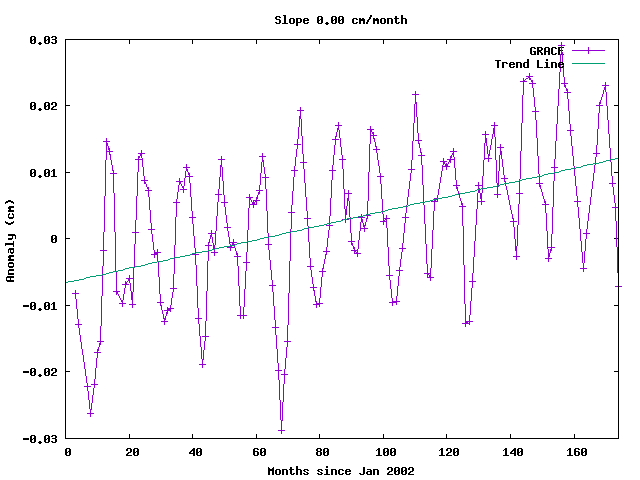 Slope 0.00 cm/month
GRACE
Trend Line
0.03
0.02
0.01
0
-0.01
-0.02
-0.03
Anomaly (cm)
0 20 40 60 80 100 120 140 160
Months since Jan 2002